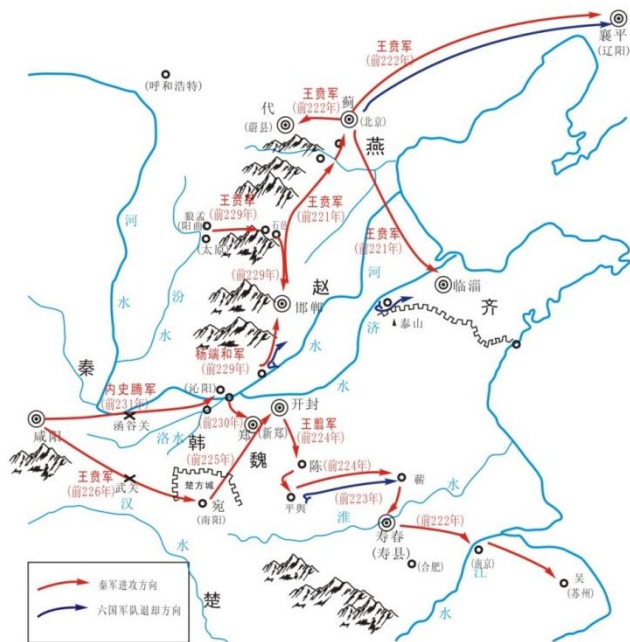 襄平
(辽阳)
王贲军
(前222年)
(呼和浩特)
王贲军
(前222年)
代
(蔚县)
蓟
(北京)
燕
王贲军
(前229年)
狼孟
(阳曲)
(太原)
石邑
王贲军
(前221年)
王贲军
(前221年)
河
水
汾
水
(前229年)
赵
邯郸
河
水
济
水
临淄
齐
泰山
杨端和军
(前229年)
秦
内史腾军
(前231年)
(沁阳)
咸阳
函谷关
洛水
(前230年)
郑
(新郑)
开封
韩
魏
王翦军
(前224年)
王贲军
(前226年)
武关
(前225年)
楚方城
宛
(南阳)
陈
(前224年)
蕲
平舆
(前223年)
汉
水
淮
水
寿春
(寿县)
(前222年)
(合肥)
(南京)
江
水
吴
(苏州)
楚
秦军进攻方向
六国军队退却方向